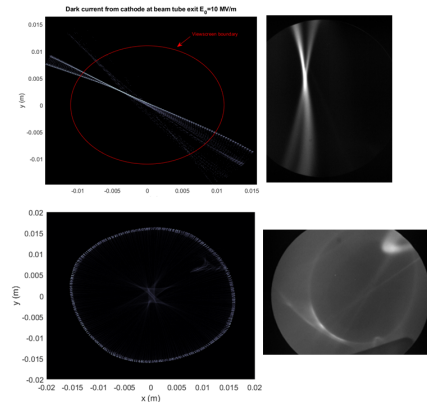 Dark current from cathode at beam tube exit E0=10 MV/m
0.015
0.01
0.005
0
-0.005
-0.01
y (m)
Viewscreen boundary
-0.01 -0.005 0 0.005 0.01 0.015
0.02
0.015
0.01
0.005
0
-0.005
-0.01
-0.015
-0.02
y (m)
-0.02 -0.015 -0.01 -0.005 0 0.005 0.01 0.015 0.02
x (m)